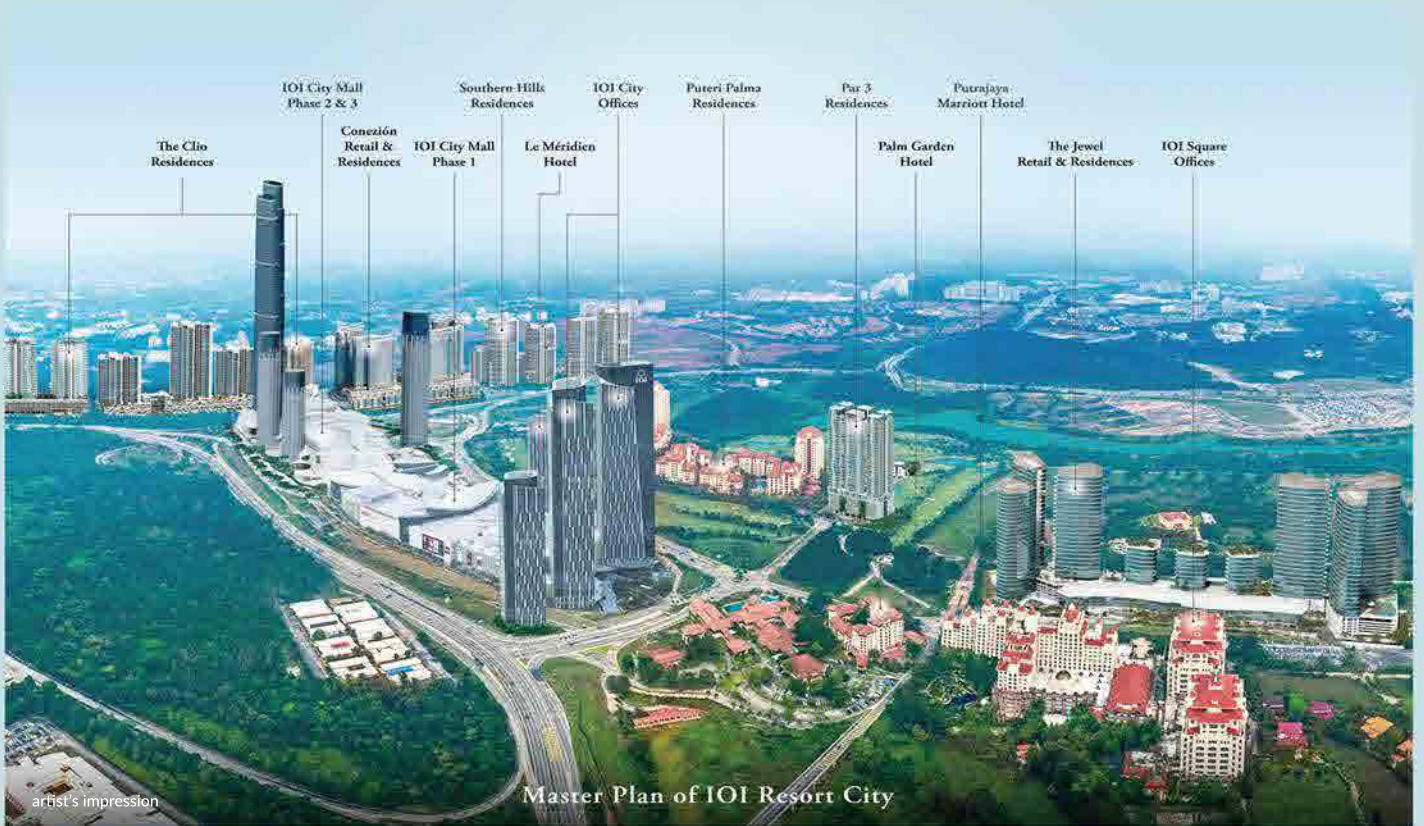 IOI City Mall
Phase 2 & 3
Southern Hills
Residences
IOI City
Offices
Puteri Palma
Residences
Par 3
Residences
Putrajaya
Marriott Hotel
The Clio
Residences
Conezión
Retail &
Residences
IOI City Mall
Phase 1
Le Méridien
Hotel
Palm Garden
Hotel
The Jewel
Retail & Residences
IOI Square
Offices
IOI
artist's impression
Master Plan of IOI Resort City